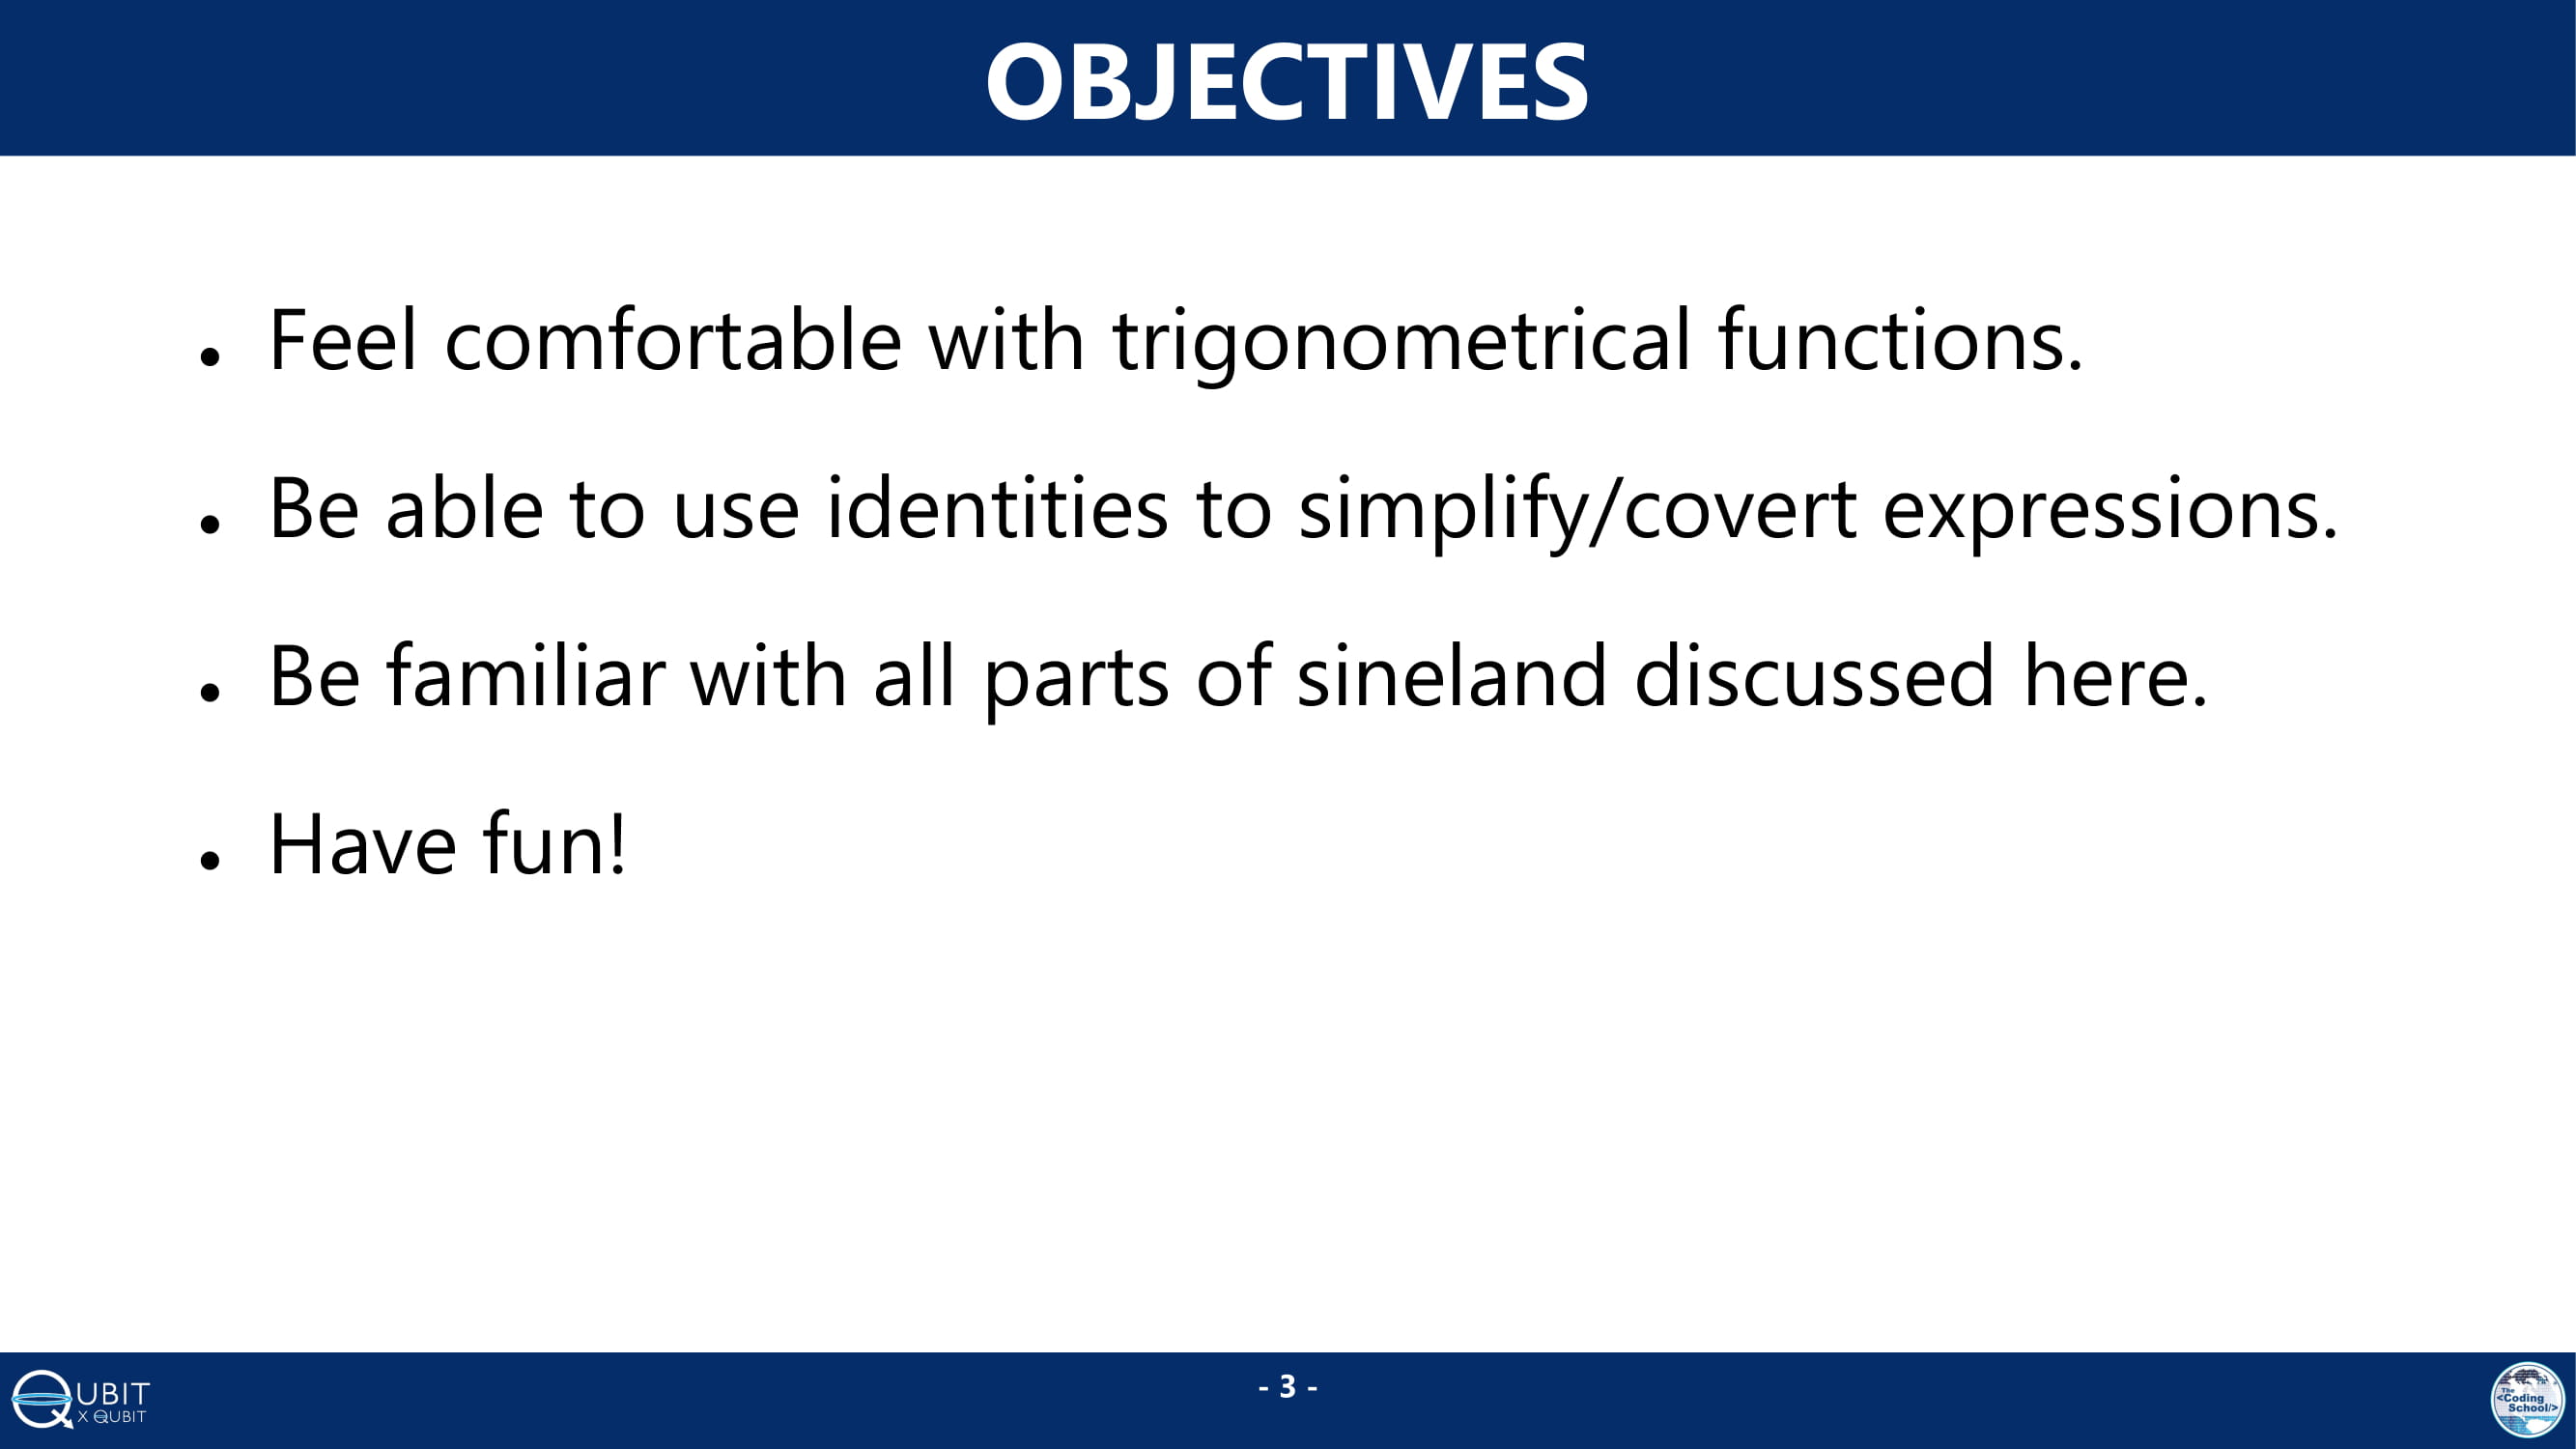 OBJECTIVES
• Feel comfortable with trigonometrical functions.
• Be able to use identities to simplify/covert expressions.
• Be familiar with all parts of sineland discussed here.
• Have fun!
QUBIT
X QUBIT
- 3 -
The
<Coding
School/>